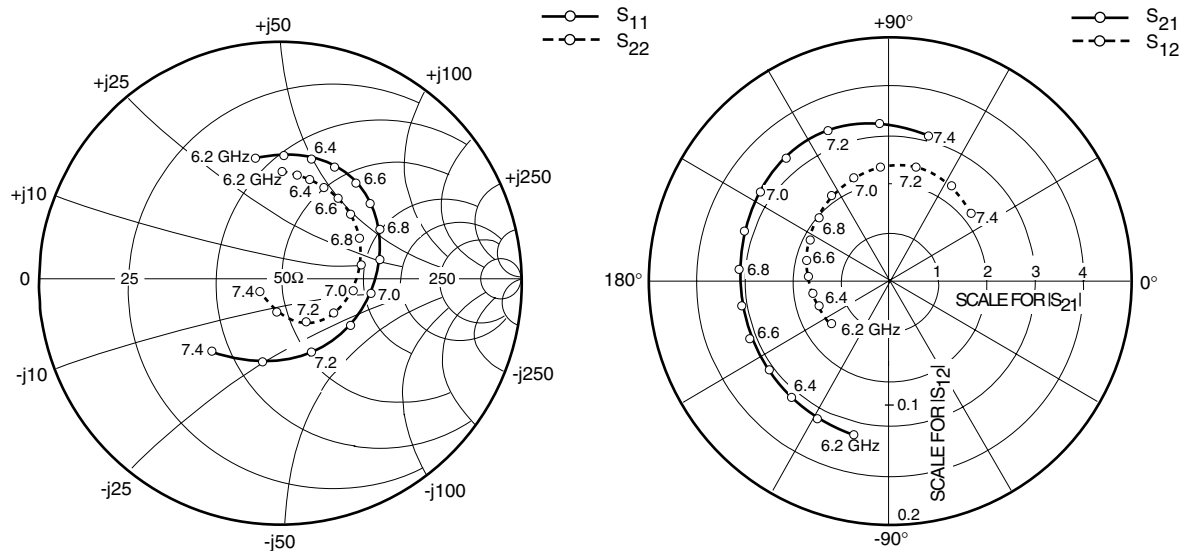 +j50
S11
S22
+j25
+j100
+j10
+j250
6.2 GHz
6.4
6.2 GHz
6.4
6.6
6.6
6.8
6.8
0
25
50Ω
250
7.4
7.0
7.0
7.2
7.4
7.2
-j10
-j250
-j25
-j100
-j50
+90°
S21
S12
7.2
7.4
7.0
7.0
7.2
7.4
6.8
6.6
180°
6.8
1
2
3
4
0°
6.4
SCALE FOR |S21|
6.2 GHz
6.6
6.4
SCALE FOR |S12|
0.1
6.2 GHz
0.2
-90°